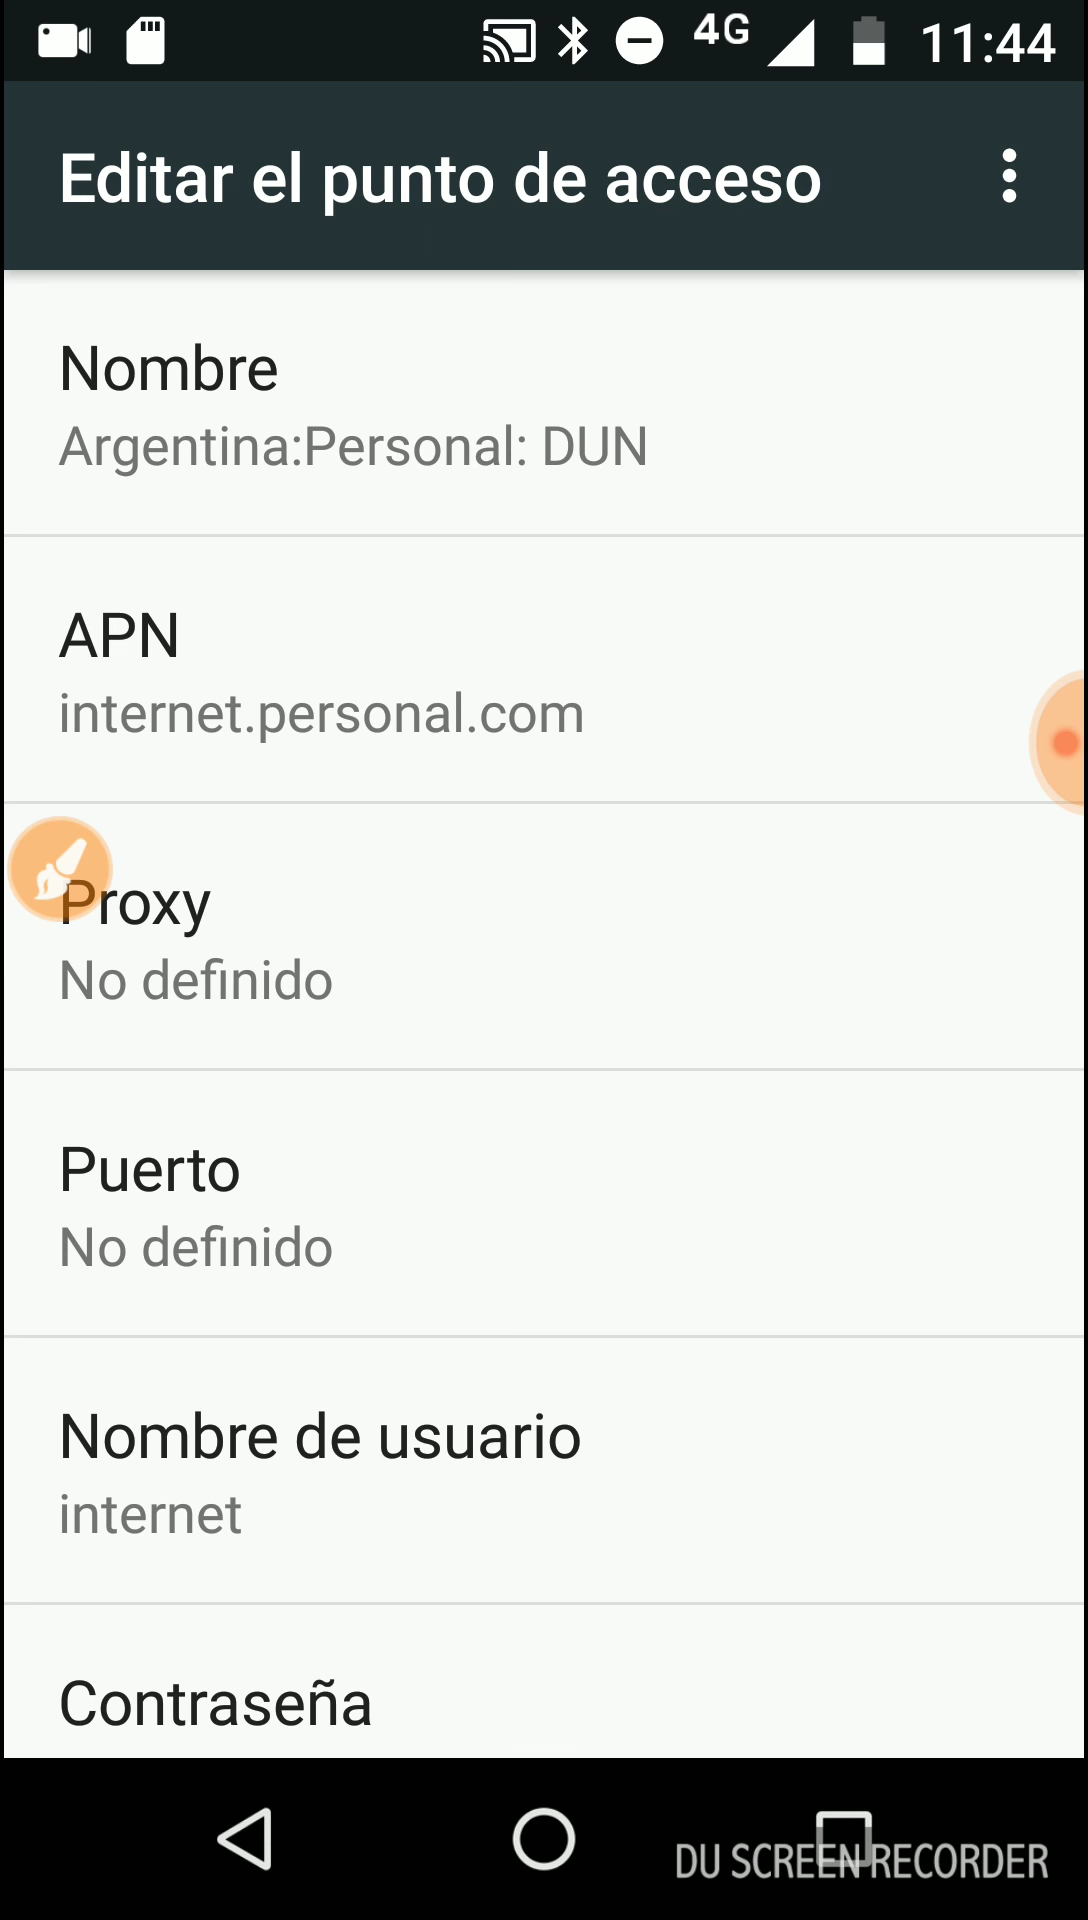 4G 11:44
Editar el punto de acceso
Nombre
Argentina:Personal: DUN
APN
internet.personal.com
Proxy
No definido
Puerto
No definido
Nombre de usuario
internet
Contraseña
DU SCREEN RECORDER